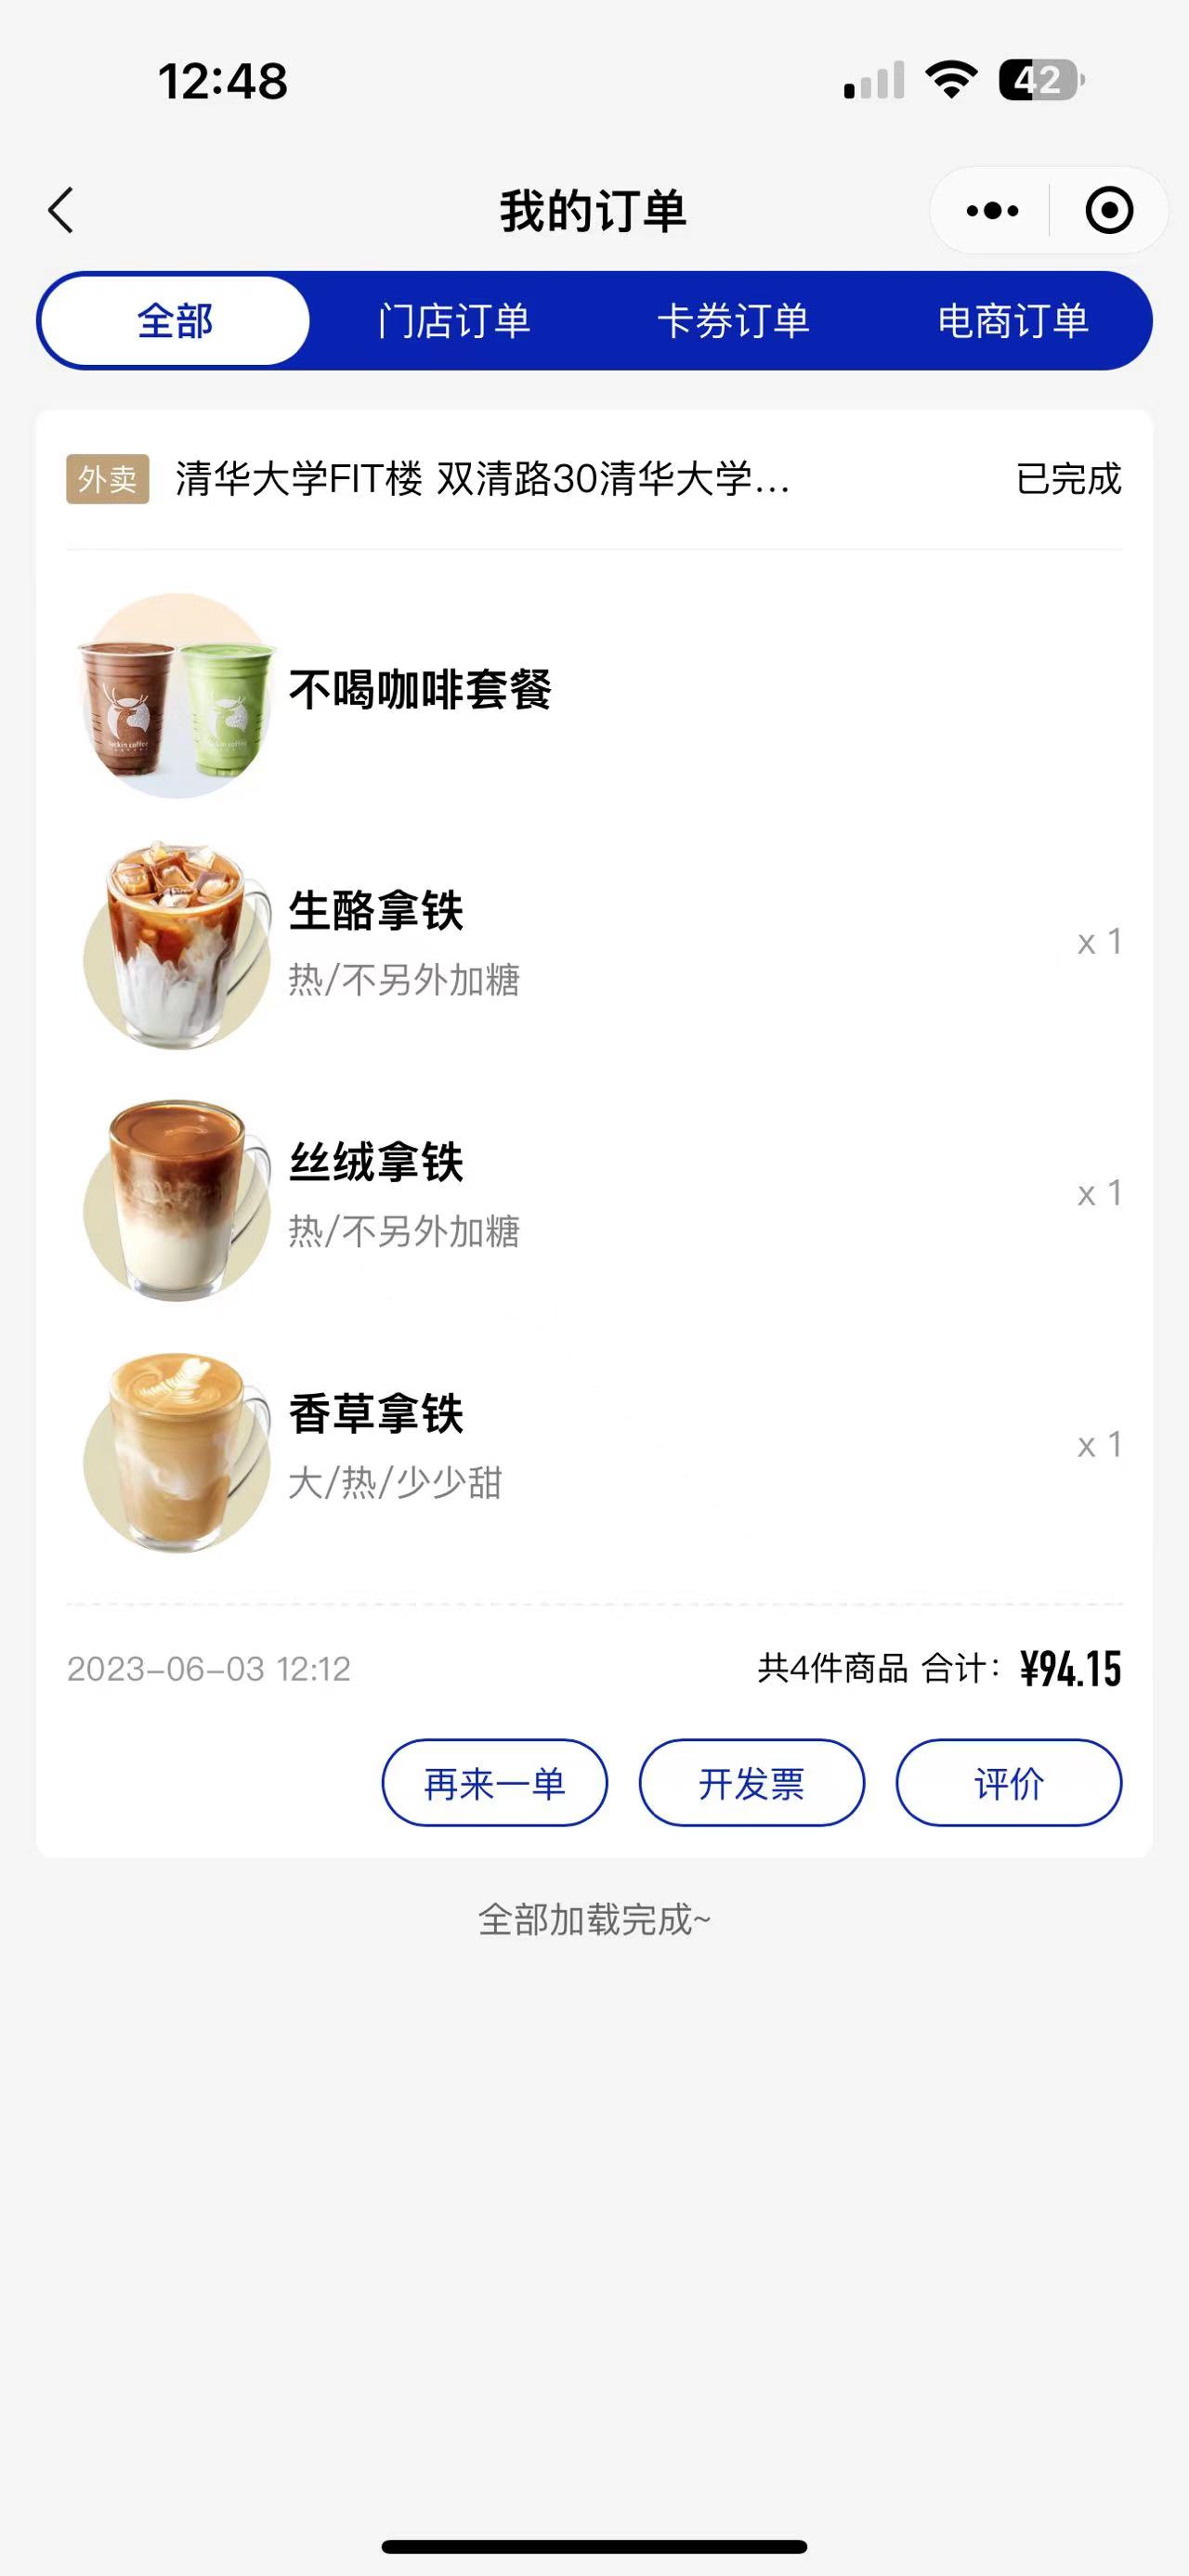 12:48
42
我的订单
全部 门店订单 卡券订单 电商订单
外卖 清华大学FIT楼 双清路30清华大学... 已完成
不喝咖啡套餐
luckin coffee luckin coffee
生酪拿铁
x 1
热/不另外加糖
丝绒拿铁
x 1
热/不另外加糖
香草拿铁
x 1
大/热/少少甜
2023-06-03 12:12 共4件商品 合计: ¥94.15
再来一单 开发票 评价
全部加载完成~